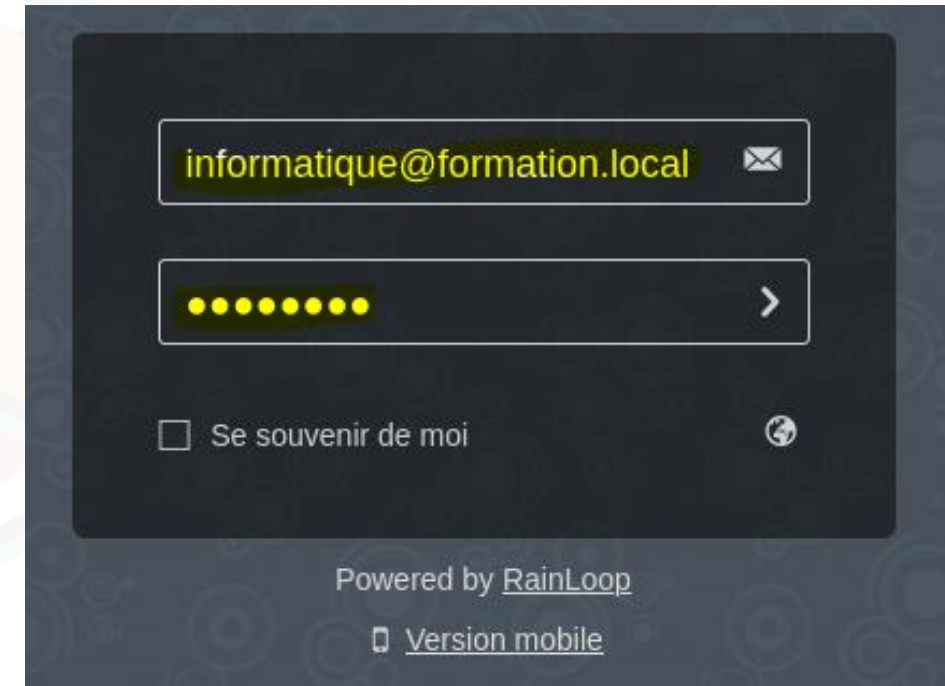 informatique@formation.local
••••••••
Se souvenir de moi
Powered by RainLoop
Version mobile